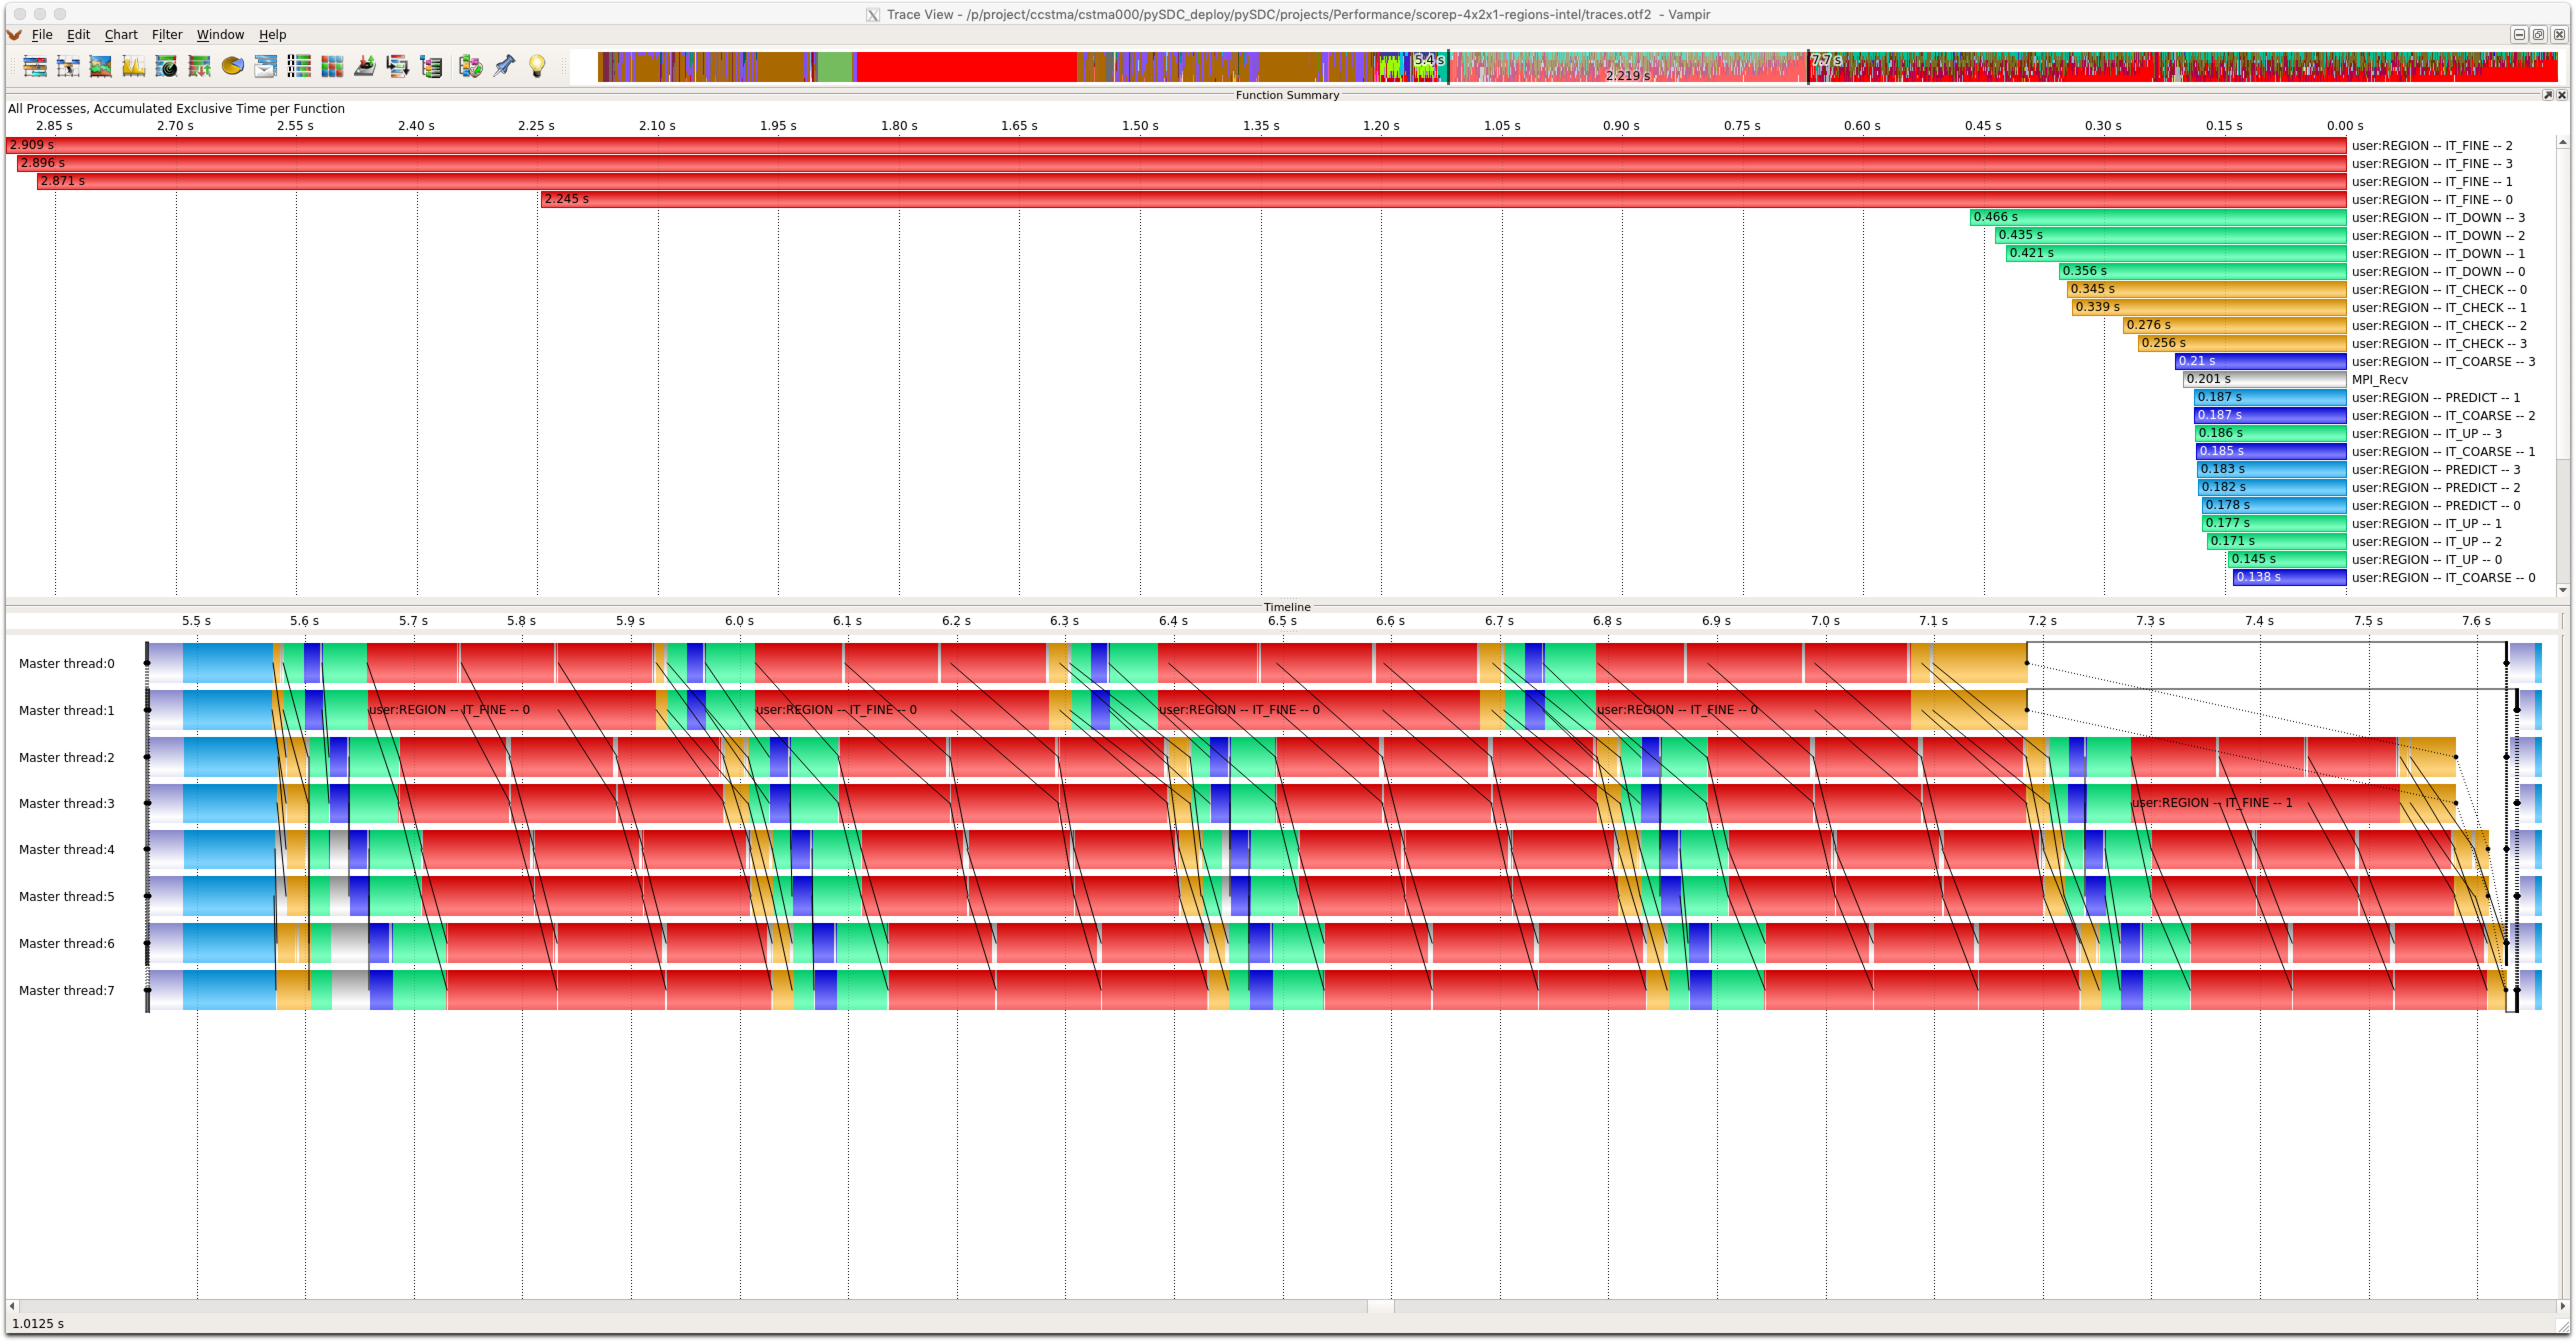 Trace View - /p/project/ccstma/cstma000/pySDC_deploy/pySDC/projects/Performance/scorep-4x2x1-regions-intel/traces.otf2 - Vampir
File Edit Chart Filter Window Help
5.4 s 2.219 s 7.7 s
Function Summary
All Processes, Accumulated Exclusive Time per Function
2.85 s 2.70 s 2.55 s 2.40 s 2.25 s 2.10 s 1.95 s 1.80 s 1.65 s 1.50 s 1.35 s 1.20 s 1.05 s 0.90 s 0.75 s 0.60 s 0.45 s 0.30 s 0.15 s 0.00 s
2.909 s user:REGION -- IT_FINE -- 2
2.896 s user:REGION -- IT_FINE -- 3
2.871 s user:REGION -- IT_FINE -- 1
2.245 s user:REGION -- IT_FINE -- 0
0.466 s user:REGION -- IT_DOWN -- 3
0.435 s user:REGION -- IT_DOWN -- 2
0.421 s user:REGION -- IT_DOWN -- 1
0.356 s user:REGION -- IT_DOWN -- 0
0.345 s user:REGION -- IT_CHECK -- 0
0.339 s user:REGION -- IT_CHECK -- 1
0.276 s user:REGION -- IT_CHECK -- 2
0.256 s user:REGION -- IT_CHECK -- 3
0.21 s user:REGION -- IT_COARSE -- 3
0.201 s MPI_Recv
0.187 s user:REGION -- PREDICT -- 1
0.187 s user:REGION -- IT_COARSE -- 2
0.186 s user:REGION -- IT_UP -- 3
0.185 s user:REGION -- IT_COARSE -- 1
0.183 s user:REGION -- PREDICT -- 3
0.182 s user:REGION -- PREDICT -- 2
0.178 s user:REGION -- PREDICT -- 0
0.177 s user:REGION -- IT_UP -- 1
0.171 s user:REGION -- IT_UP -- 2
0.145 s user:REGION -- IT_UP -- 0
0.138 s user:REGION -- IT_COARSE -- 0
Timeline
5.5 s 5.6 s 5.7 s 5.8 s 5.9 s 6.0 s 6.1 s 6.2 s 6.3 s 6.4 s 6.5 s 6.6 s 6.7 s 6.8 s 6.9 s 7.0 s 7.1 s 7.2 s 7.3 s 7.4 s 7.5 s 7.6 s
Master thread:0
Master thread:1 user:REGION -- IT_FINE -- 0 user:REGION -- IT_FINE -- 0 user:REGION -- IT_FINE -- 0 user:REGION -- IT_FINE -- 0
Master thread:2
Master thread:3 user:REGION -- IT_FINE -- 1
Master thread:4
Master thread:5
Master thread:6
Master thread:7
1.0125 s